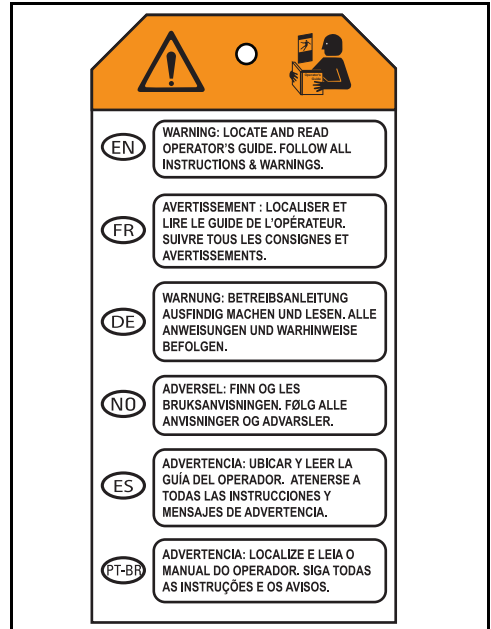 Operator's
Guide
EN
WARNING: LOCATE AND READ
OPERATOR'S GUIDE. FOLLOW ALL
INSTRUCTIONS & WARNINGS.
FR
AVERTISSEMENT : LOCALISER ET
LIRE LE GUIDE DE L'OPÉRATEUR.
SUIVRE TOUS LES CONSIGNES ET
AVERTISSEMENTS.
DE
WARNUNG: BETREIBSANLEITUNG
AUSFINDIG MACHEN UND LESEN. ALLE
ANWEISUNGEN UND WARHINWEISE
BEFOLGEN.
NO
ADVERSEL: FINN OG LES
BRUKSANVISNINGEN. FØLG ALLE
ANVISNINGER OG ADVARSLER.
ES
ADVERTENCIA: UBICAR Y LEER LA
GUÍA DEL OPERADOR. ATENERSE A
TODAS LAS INSTRUCCIONES Y
MENSAJES DE ADVERTENCIA.
PT-BR
ADVERTENCIA: LOCALIZE E LEIA O
MANUAL DO OPERADOR. SIGA TODAS
AS INSTRUÇÕES E OS AVISOS.